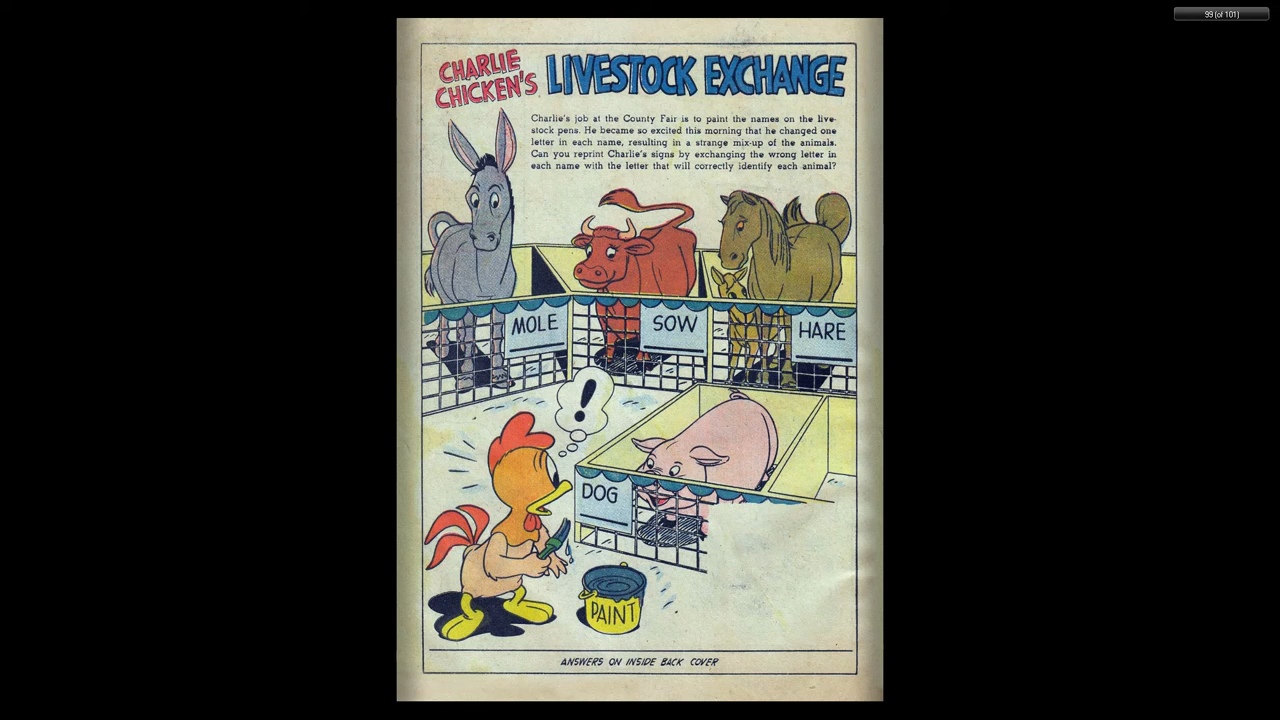 99 (of 101)
CHARLIE
CHICKEN'S
LIVESTOCK EXCHANGE
Charlie's job at the County Fair is to paint the names on the live-
stock pens. He became so excited this morning that he changed one
letter in each name, resulting in a strange mix-up of the animals.
Can you reprint Charlie's signs by exchanging the wrong letter in
each name with the letter that will correctly identify each animal?
MOLE
SOW
HARE
!
DOG
PAINT
ANSWERS ON INSIDE BACK COVER